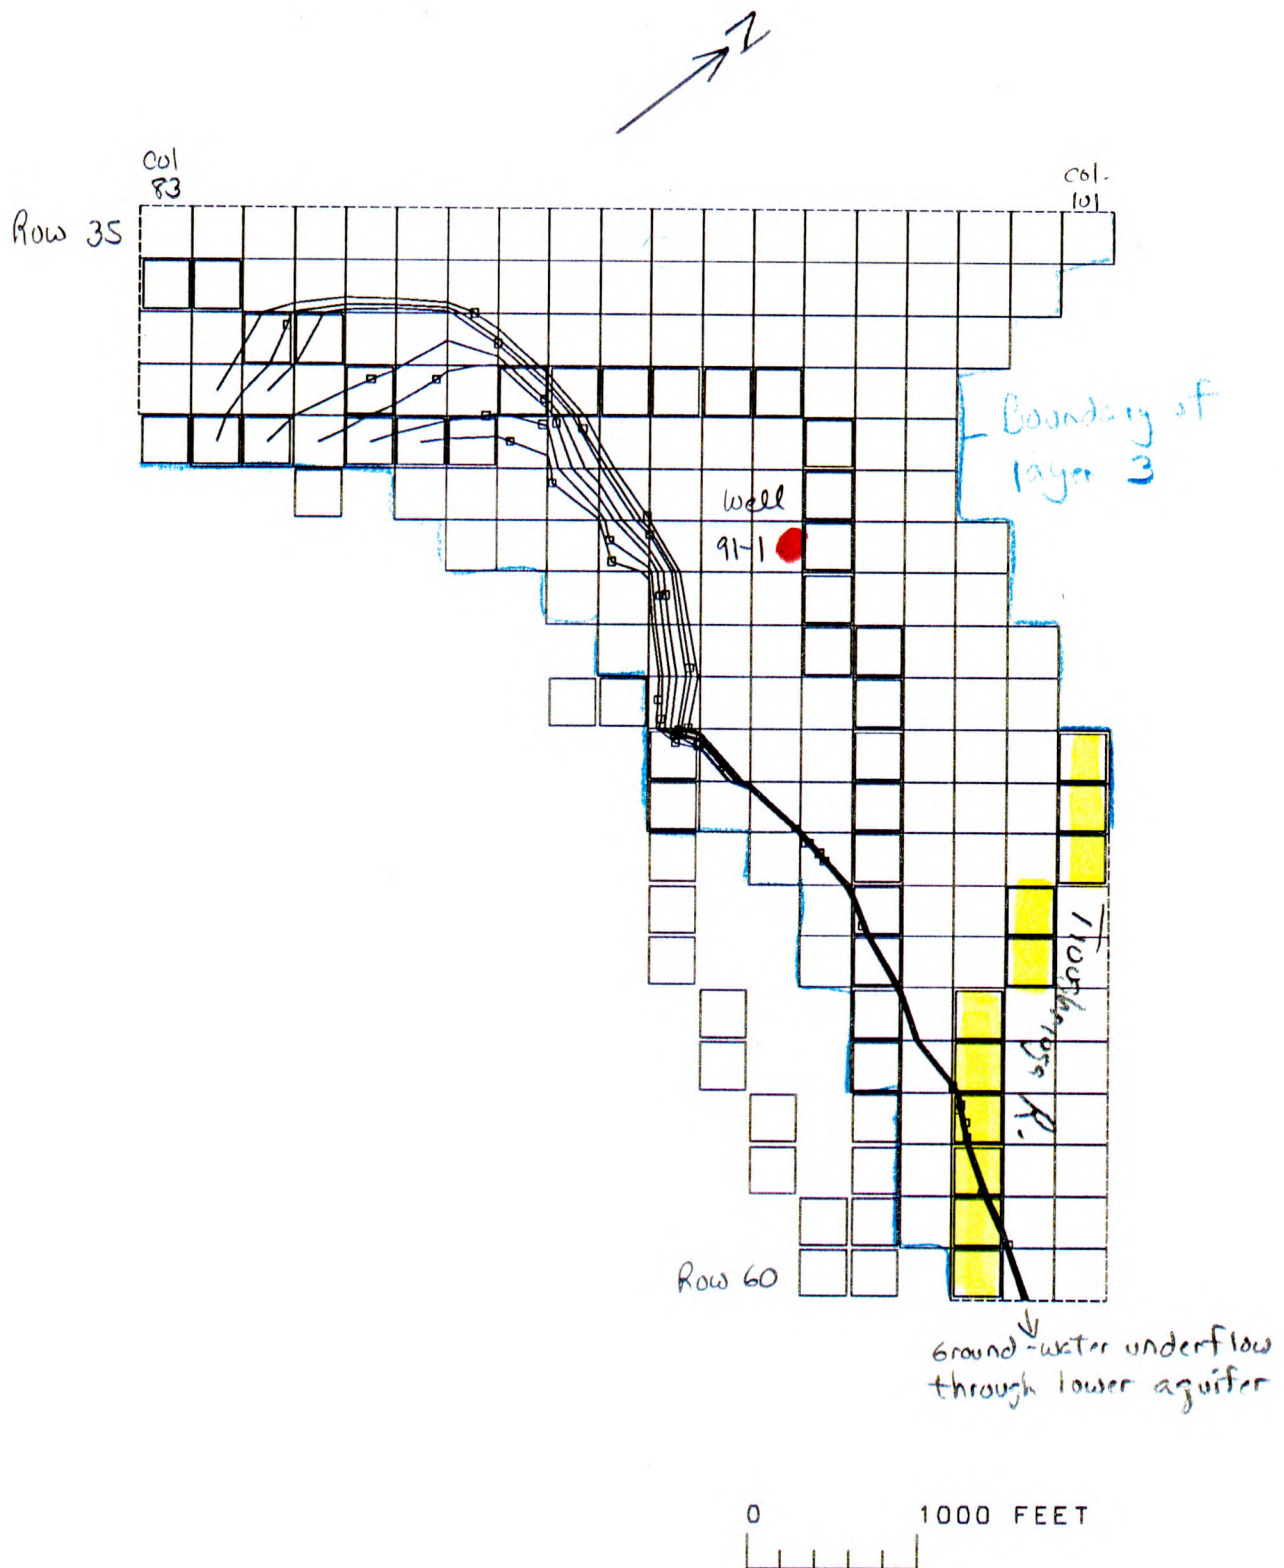 N
Col
83
Col.
101
Row 35
Boundary of
layer 3
Well
91-1
R.
Row 60
Ground-water underflow
through lower aquifer
0 1000 FEET